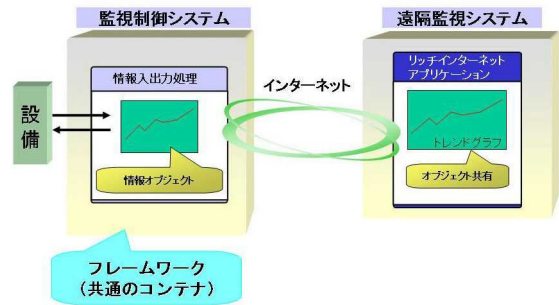 監視制御システム
遠隔監視システム
情報入出力処理
リッチインターネット
アプリケーション
インターネット
設
備
トレンドグラフ
情報オブジェクト
オブジェクト共有
フレームワーク
（共通のコンテナ）